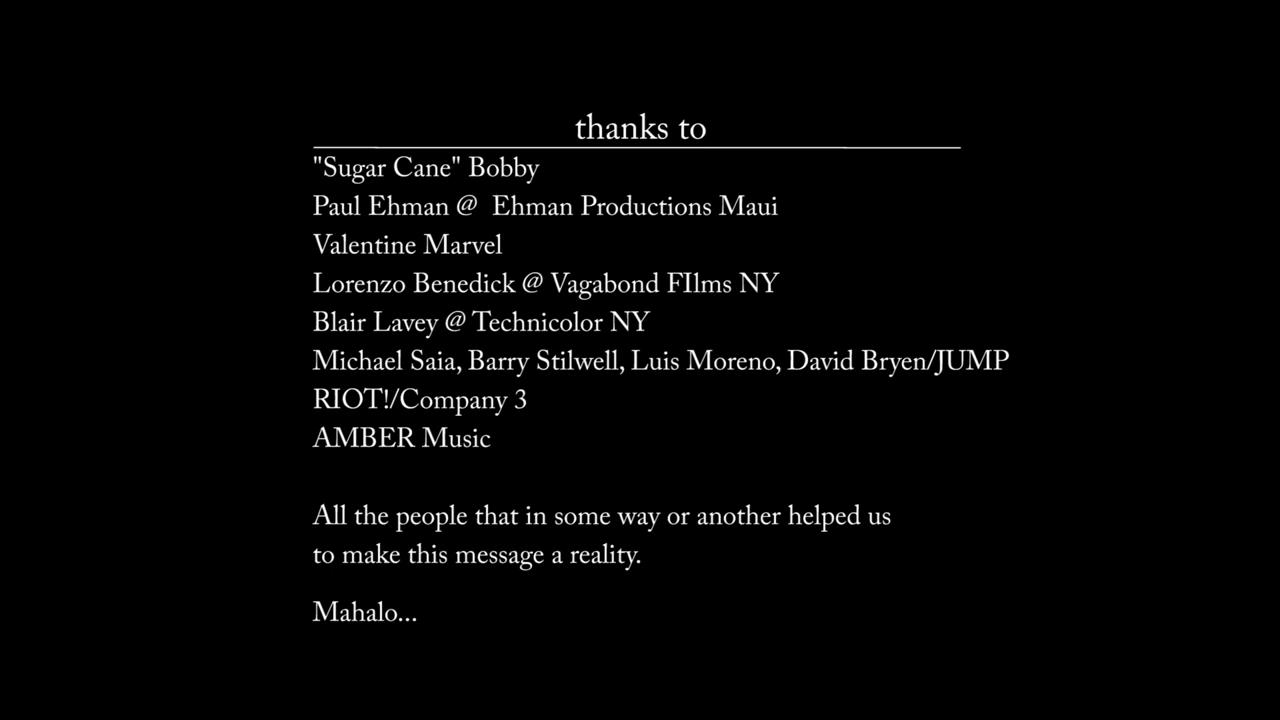 thanks to
"Sugar Cane" Bobby
Paul Ehman @  Ehman Productions Maui
Valentine Marvel
Lorenzo Benedick @ Vagabond FIlms NY
Blair Lavey @ Technicolor NY
Michael Saia, Barry Stilwell, Luis Moreno, David Bryen/JUMP
RIOT!/Company 3
AMBER Music
All the people that in some way or another helped us
to make this message a reality.
Mahalo...